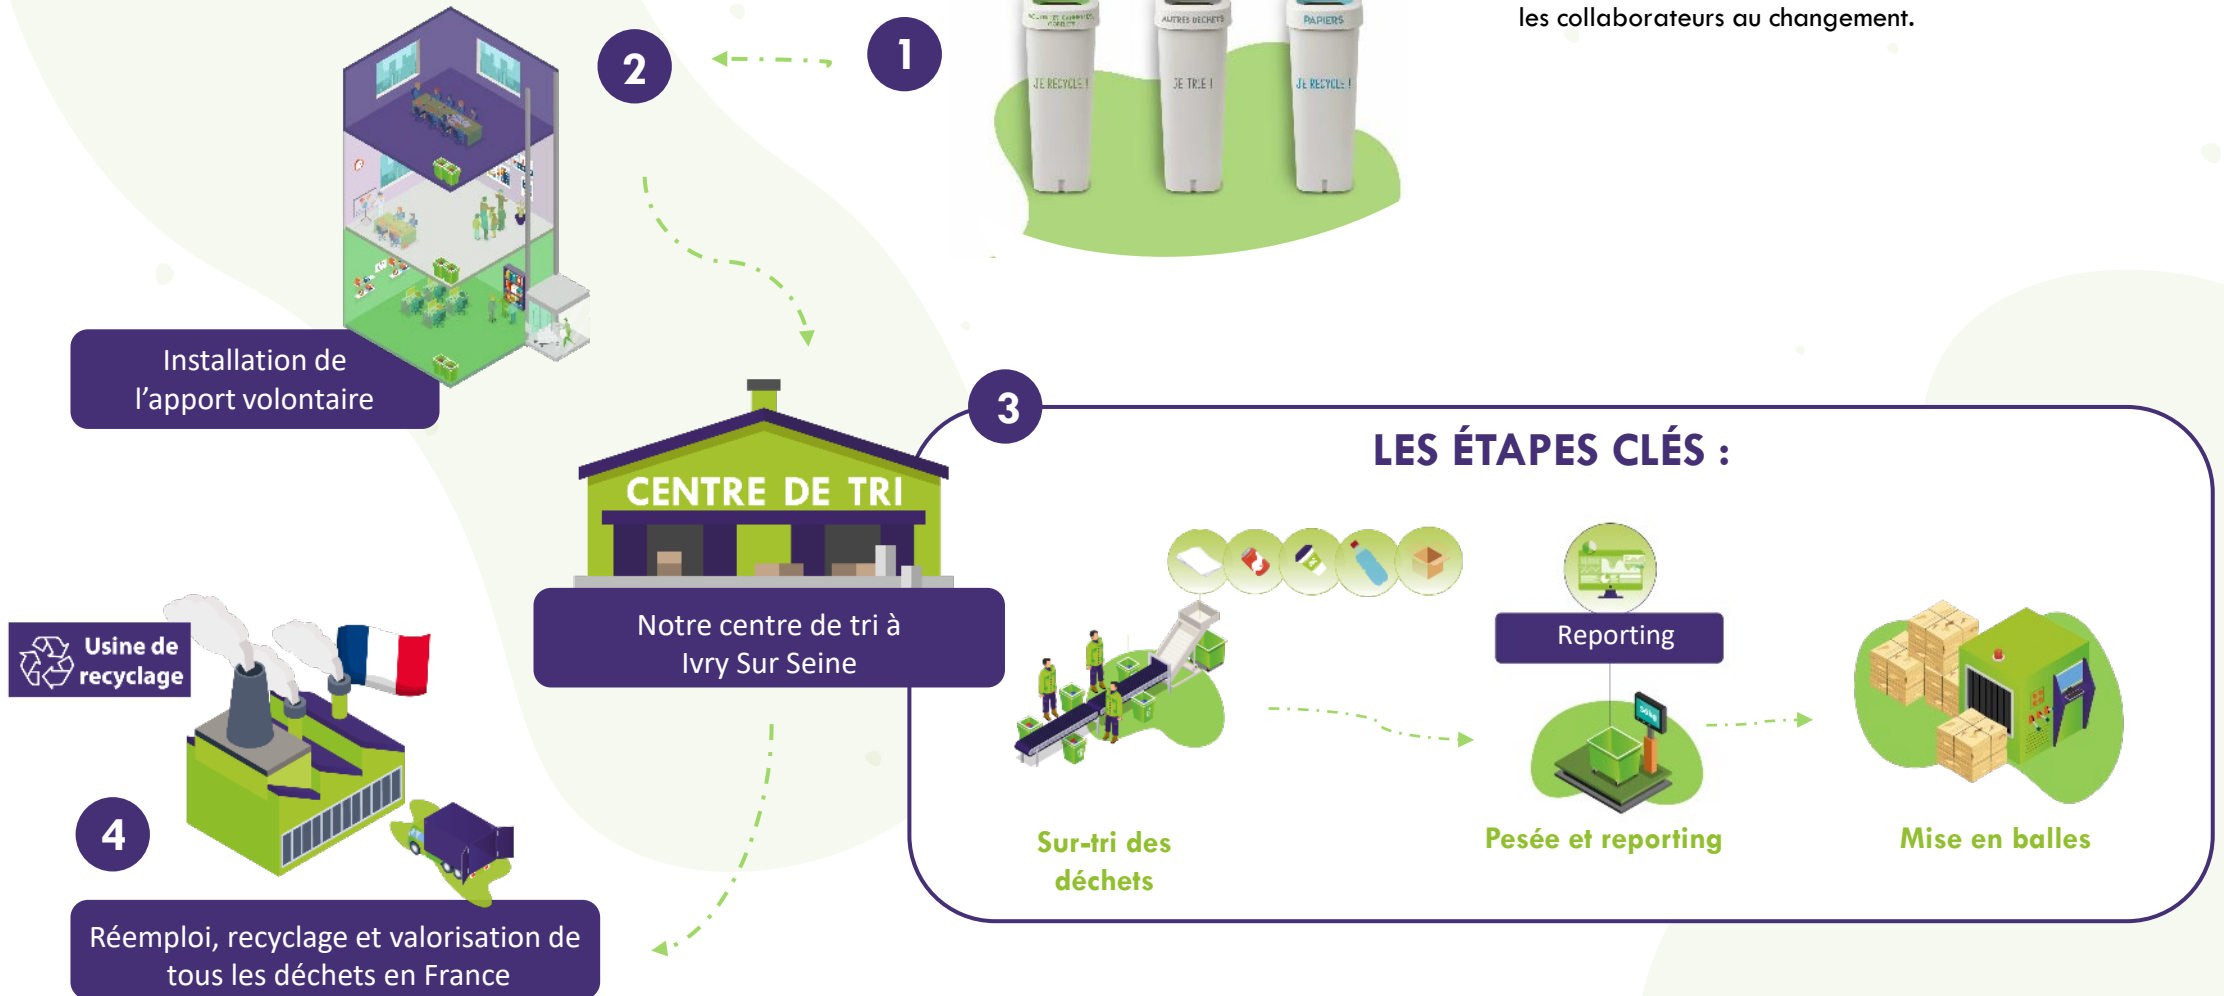 les collaborateurs au changement.
1
AUTRES DECHETS
PAPIERS
JE RECYCLE !
JE TRIE !
JE RECYCLE !
2
Installation de
l’apport volontaire
3
LES ÉTAPES CLÉS :
CENTRE DE TRI
Notre centre de tri à
Ivry Sur Seine
Reporting
50kg
Sur-tri des
déchets
Pesée et reporting
Mise en balles
Usine de
recyclage
4
Réemploi, recyclage et valorisation de
tous les déchets en France